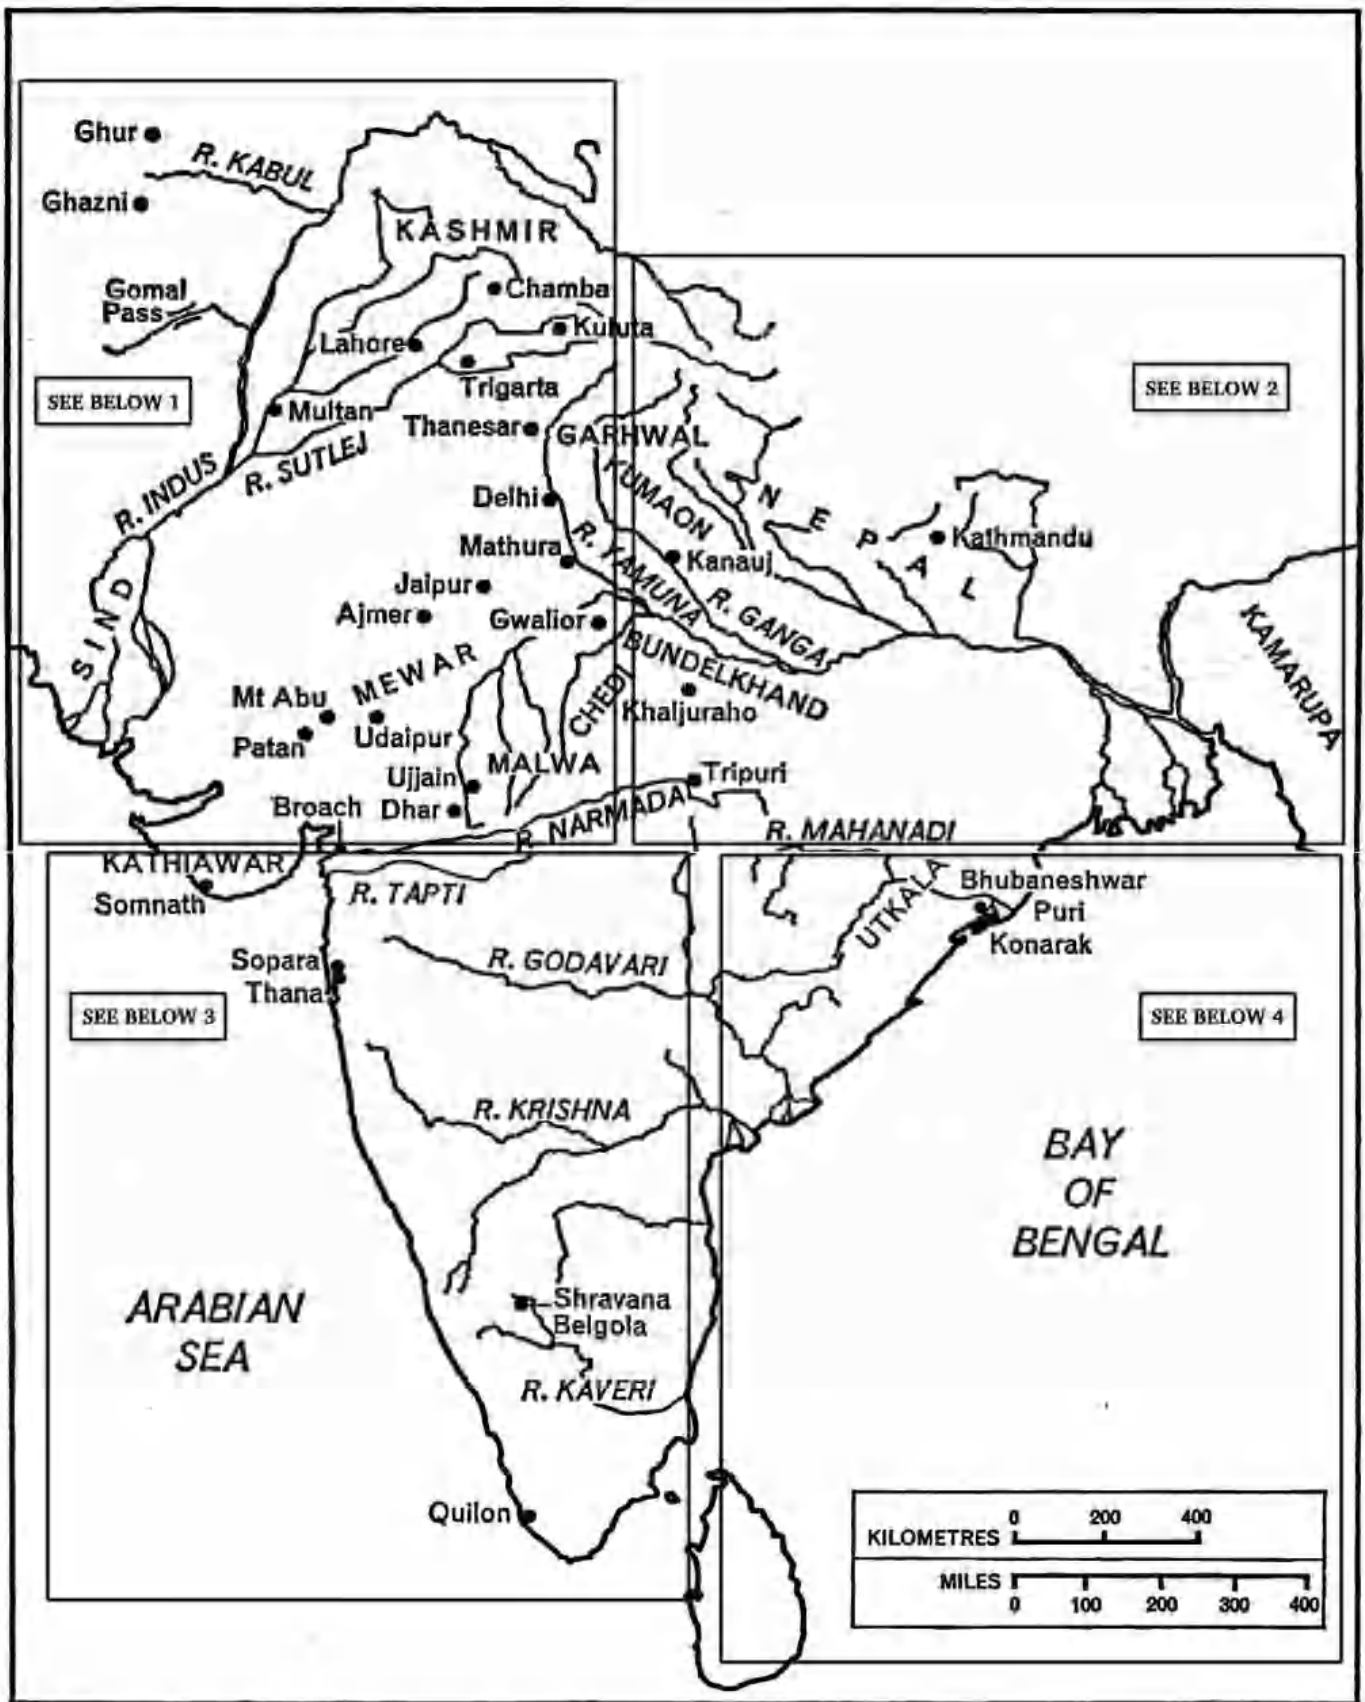 Ghur
R. KABUL
Ghazni
KASHMIR
Gomal
Pass
Chamba
Kuluta
Lahore
Trigarta
SEE BELOW 1
SEE BELOW 2
Multan
Thanesar
GARHWAL
R. SUTLEJ
R. INDUS
KUMAON
NEPAL
Delhi
Kathmandu
Mathura
R. YAMUNA
Kanauj
Jaipur
R. GANGA
Ajmer
Gwalior
SIND
KAMARUPA
BUNDELKHAND
MEWAR
CHEDI
Mt Abu
Khaljuraho
Patan
Udaipur
MALWA
Ujjain
Tripuri
Broach
Dhar
R. NARMADA
R. MAHANADI
KATHIAWAR
Somnath
R. TAPTI
UTKALA
Bhubaneshwar
Puri
Konarak
Sopara
Thana
R. GODAVARI
SEE BELOW 3
SEE BELOW 4
R. KRISHNA
BAY
OF
BENGAL
ARABIAN
SEA
Shravana
Belgola
R. KAVERI
Quilon
0 200 400
KILOMETRES
MILES
0 100 200 300 400